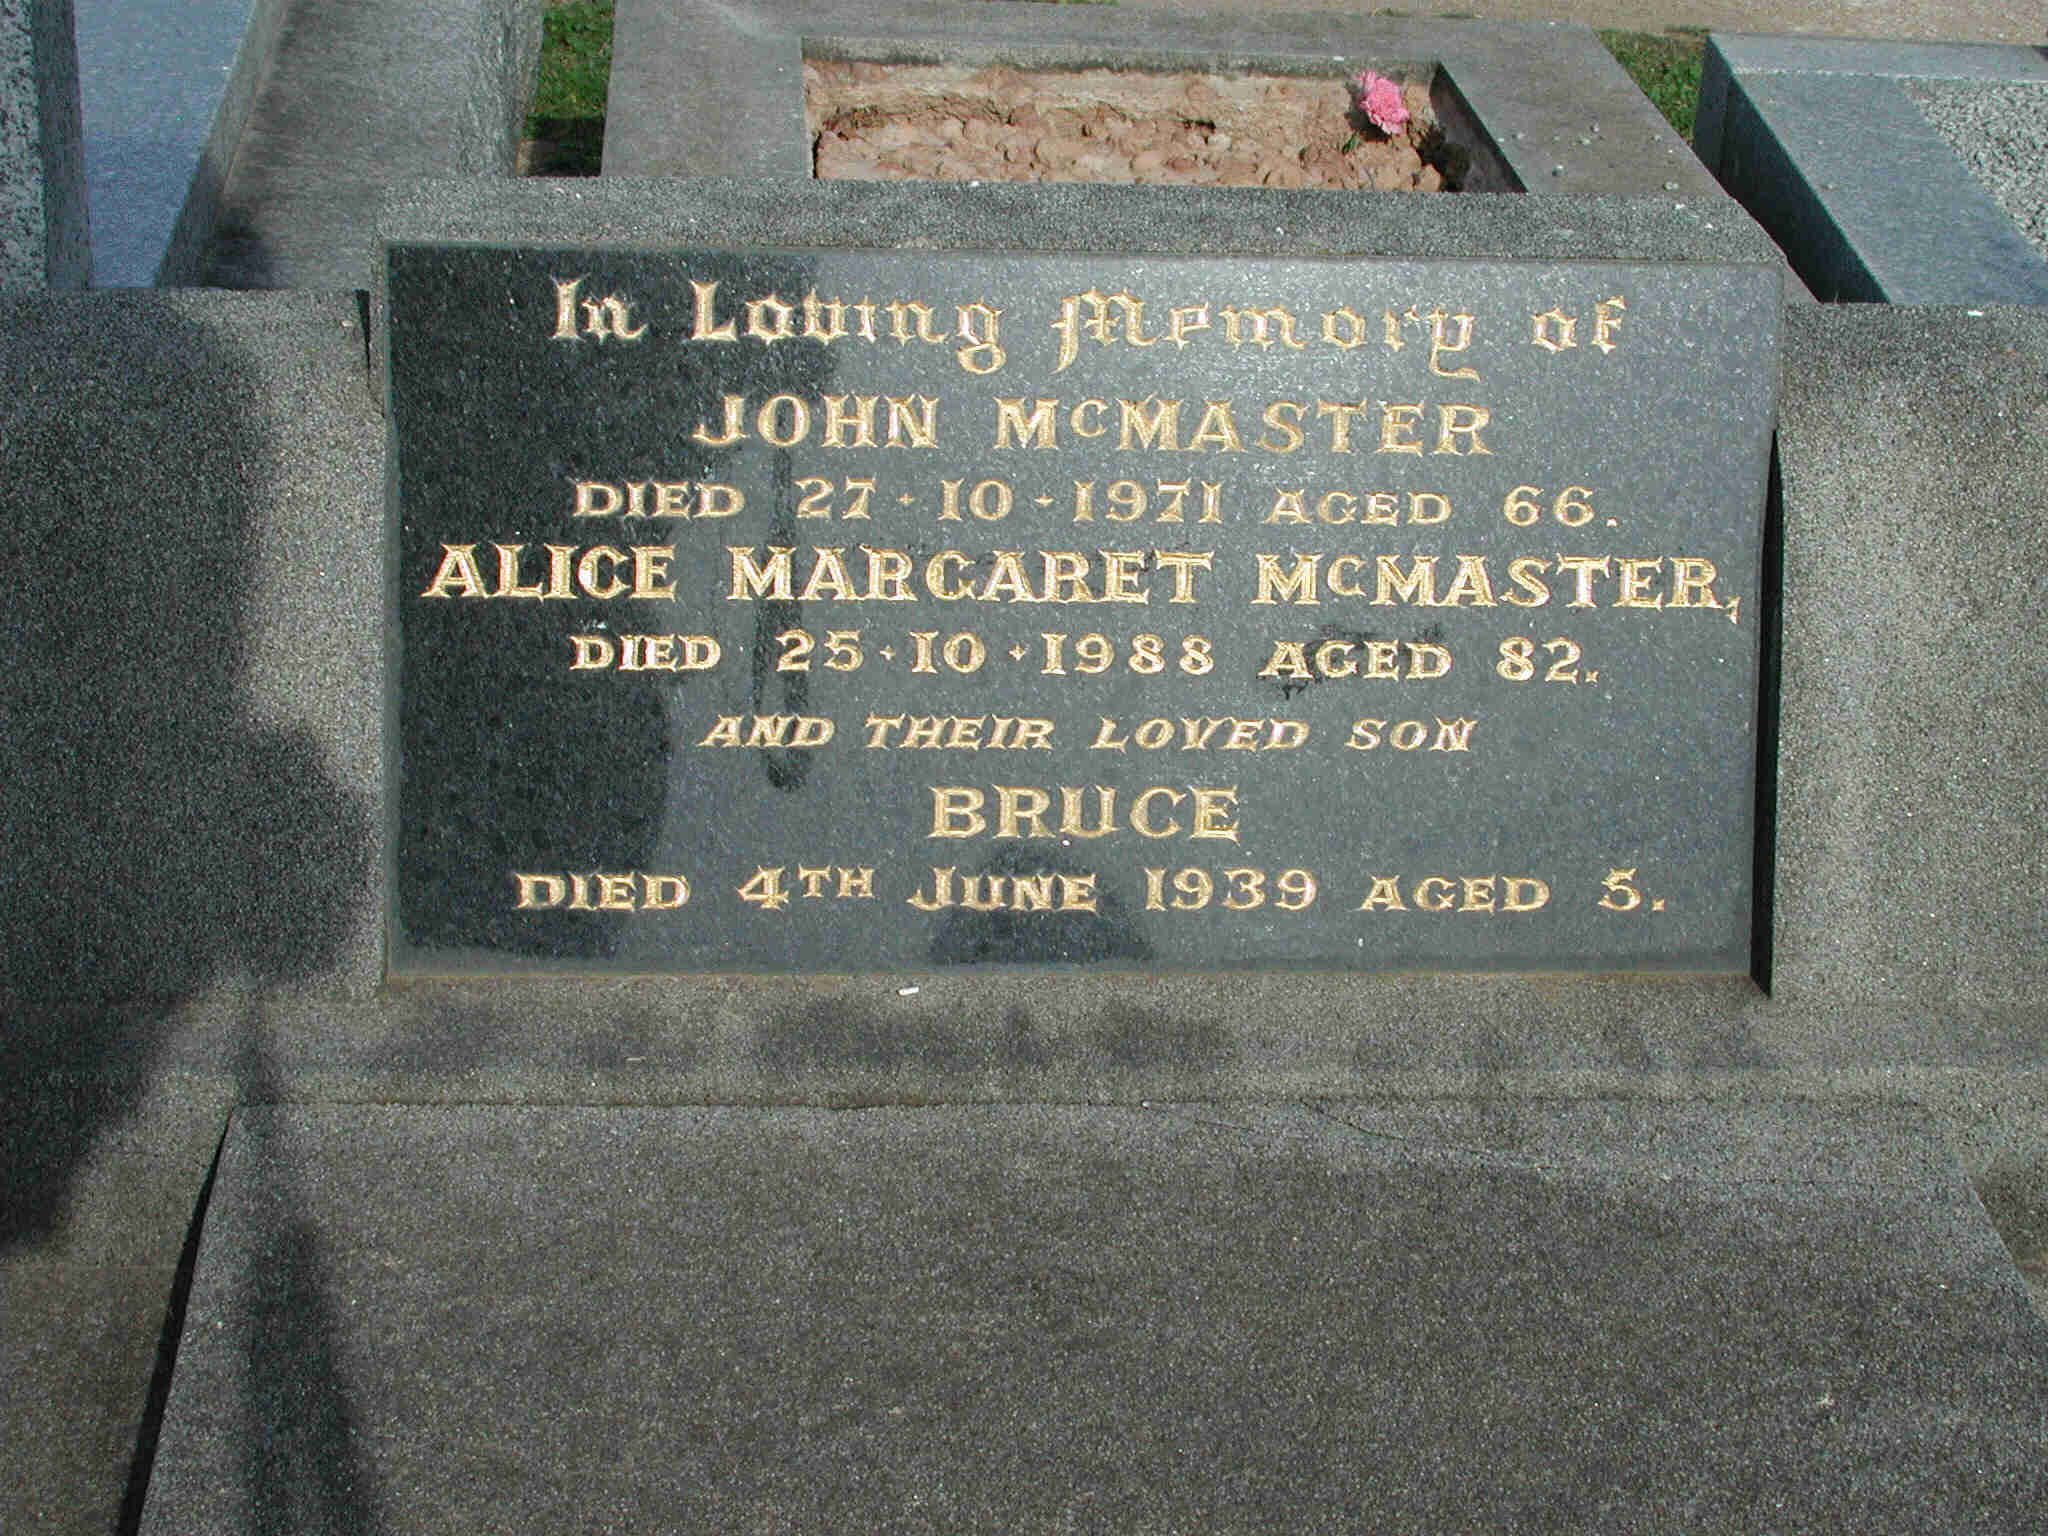 In Loving Memory of
JOHN McMASTER
DIED 27·10·1971 AGED 66.
ALICE MARGARET McMASTER,
DIED 25·10·1988 AGED 82.
AND THEIR LOVED SON
BRUCE
DIED 4TH JUNE 1939 AGED 5.